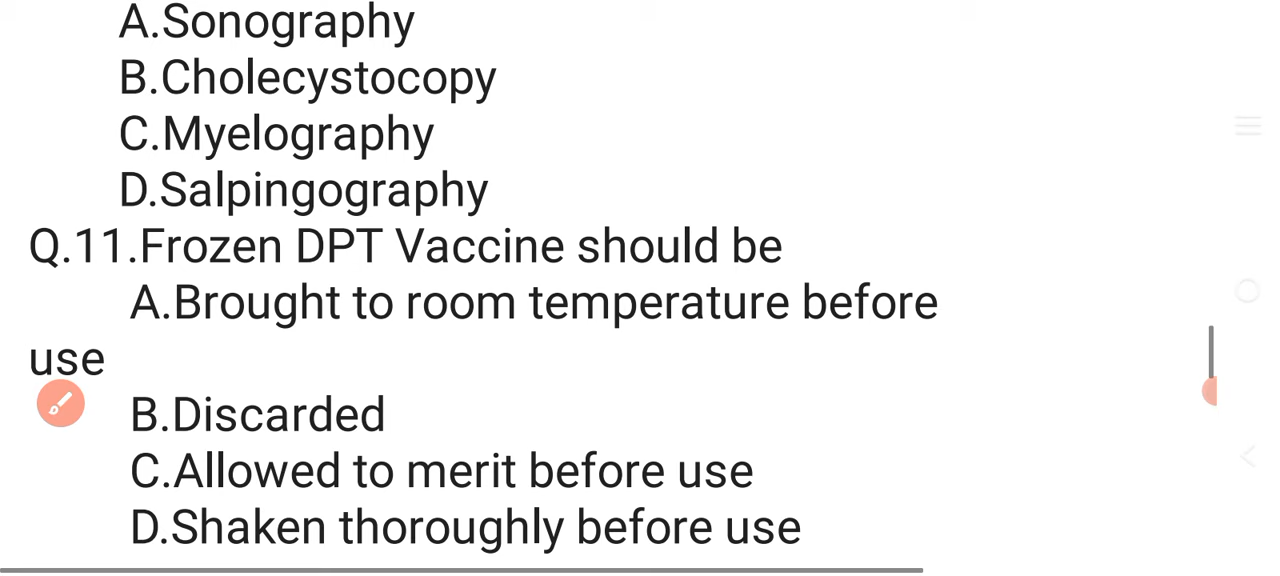 A.Sonography
B.Cholecystocopy
C.Myelography
D.Salpingography
Q.11.Frozen DPT Vaccine should be
A.Brought to room temperature before
use
B.Discarded
C.Allowed to merit before use
D.Shaken thoroughly before use